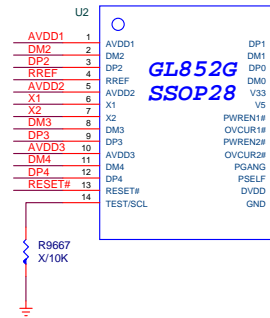 U2
AVDD1 1 AVDD1 DP1
DM2 2 DM2 DM1
DP2 3 DP2 DP0
RREF 4 RREF DM0
AVDD2 5 AVDD2 V33
X1 6 X1 V5
X2 7 X2 PWREN1#
DM3 8 DM3 OVCUR1#
DP3 9 DP3 PWREN2#
AVDD3 10 AVDD3 OVCUR2#
DM4 11 DM4 PGANG
DP4 12 DP4 PSELF
RESET# 13 RESET# DVDD
14 TEST/SCL GND
GL852G
SSOP28
R9667
X/10K